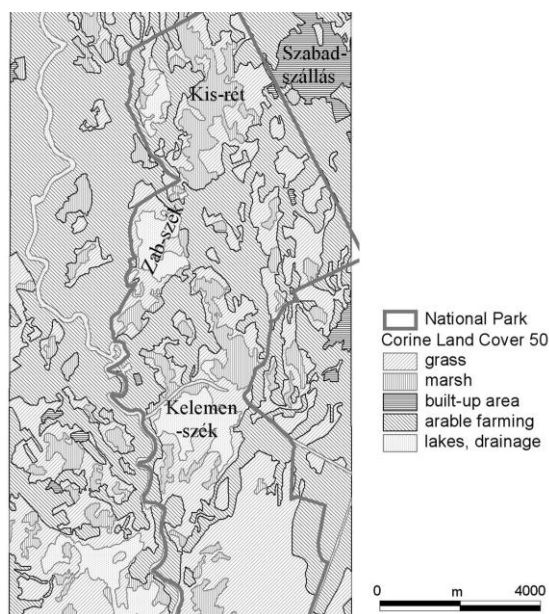 Szabad-
szállás
Kis-rét
Zab-szék
Kelemen
-szék
National Park
Corine Land Cover 50
grass
marsh
built-up area
arable farming
lakes, drainage
0 m 4000